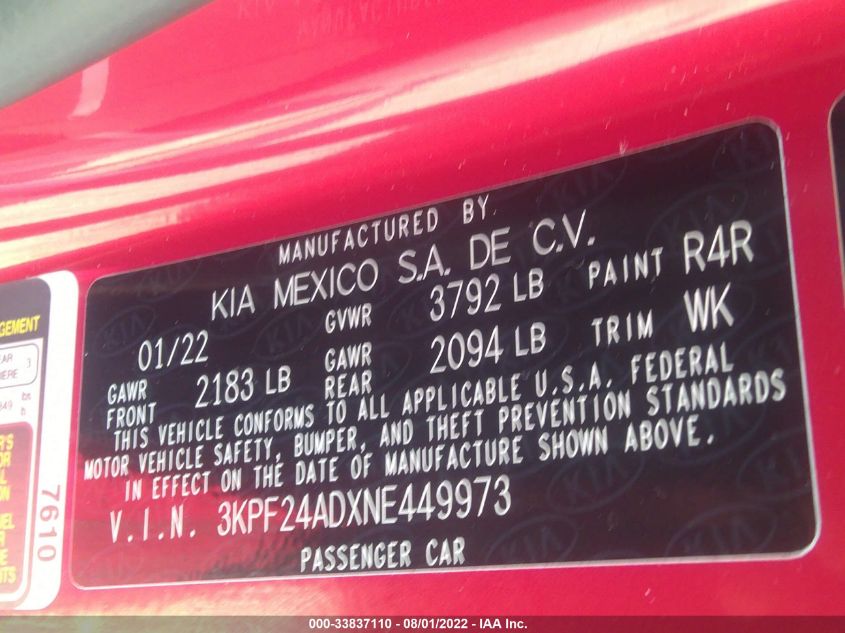 MANUFACTURED BY
KIA MEXICO S.A. DE C.V.
01/22 GVWR 3792 LB PAINT R4R
GAWR FRONT 2183 LB GAWR REAR 2094 LB TRIM WK
THIS VEHICLE CONFORMS TO ALL APPLICABLE U.S.A. FEDERAL
MOTOR VEHICLE SAFETY, BUMPER, AND THEFT PREVENTION STANDARDS
IN EFFECT ON THE DATE OF MANUFACTURE SHOWN ABOVE.
V.I.N. 3KPF24ADXNE449973
PASSENGER CAR
7610
000-33837110 - 08/01/2022 - IAA Inc.